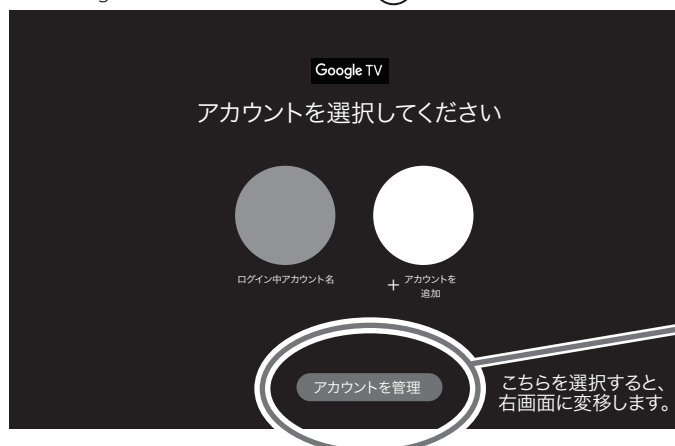 Google TV
アカウントを選択してください
ログイン中アカウント名
+ アカウントを
追加
アカウントを管理
こちらを選択すると、
右画面に変移します。